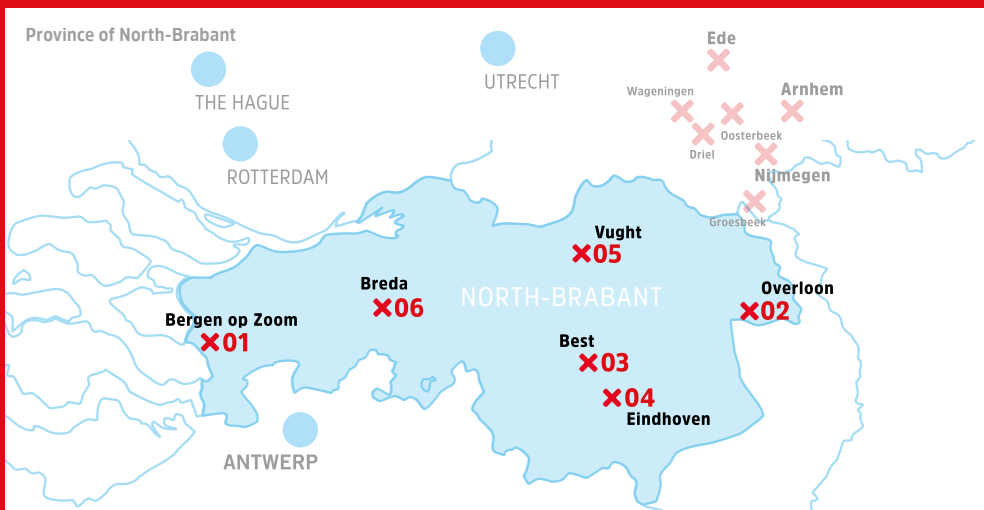 Province of North-Brabant
THE HAGUE
UTRECHT
Ede
Wageningen
Arnhem
Oosterbeek
Driel
ROTTERDAM
Nijmegen
Groesbeek
Vught
05
Breda
06
NORTH-BRABANT
Overloon
02
Bergen op Zoom
01
Best
03
04
Eindhoven
ANTWERP